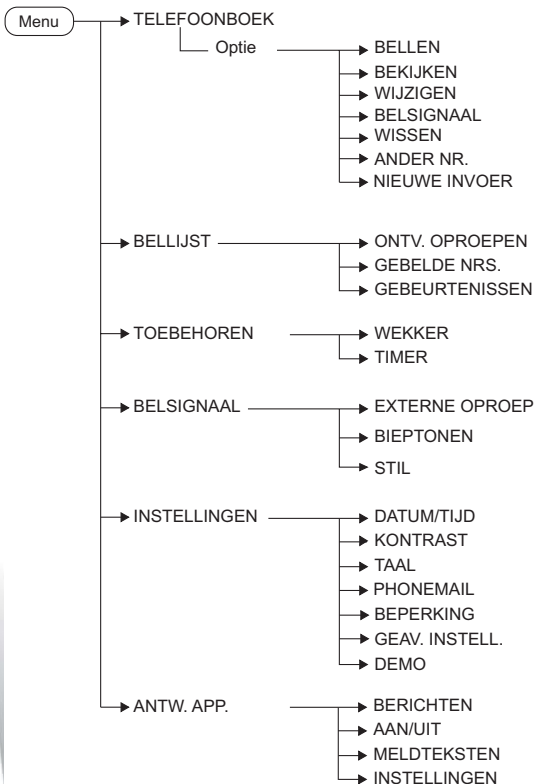 Menu
TELEFOONBOEK
Optie
BELLEN
BEKIJKEN
WIJZIGEN
BELSIGNAAL
WISSEN
ANDER NR.
NIEUWE INVOER
BELLIJST
ONTV. OPROEPEN
GEBELDE NRS.
GEBEURTENISSEN
TOEBEHOREN
WEKKER
TIMER
BELSIGNAAL
EXTERNE OPROEP
BIEPTONEN
STIL
INSTELLINGEN
DATUM/TIJD
KONTRAST
TAAL
PHONEMAIL
BEPERKING
GEAV. INSTELL.
DEMO
ANTW. APP.
BERICHTEN
AAN/UIT
MELDTEKSTEN
INSTELLINGEN